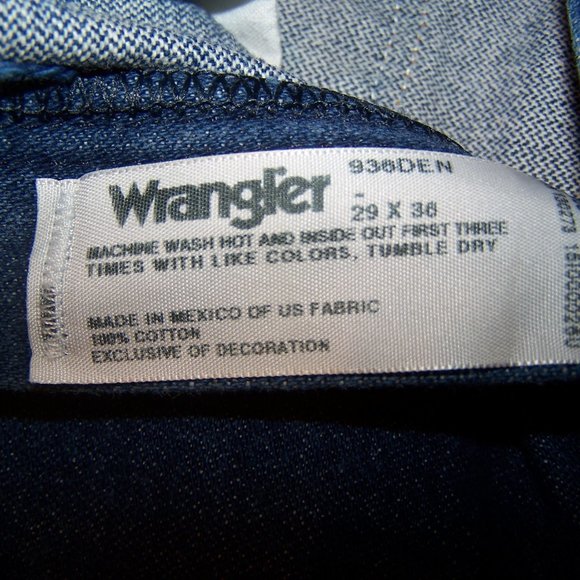 Wrangler
936DEN
-
29 X 36
MACHINE WASH HOT AND INSIDE OUT FIRST THREE
TIMES WITH LIKE COLORS, TUMBLE DRY
MADE IN MEXICO OF US FABRIC
100% COTTON
EXCLUSIVE OF DECORATION